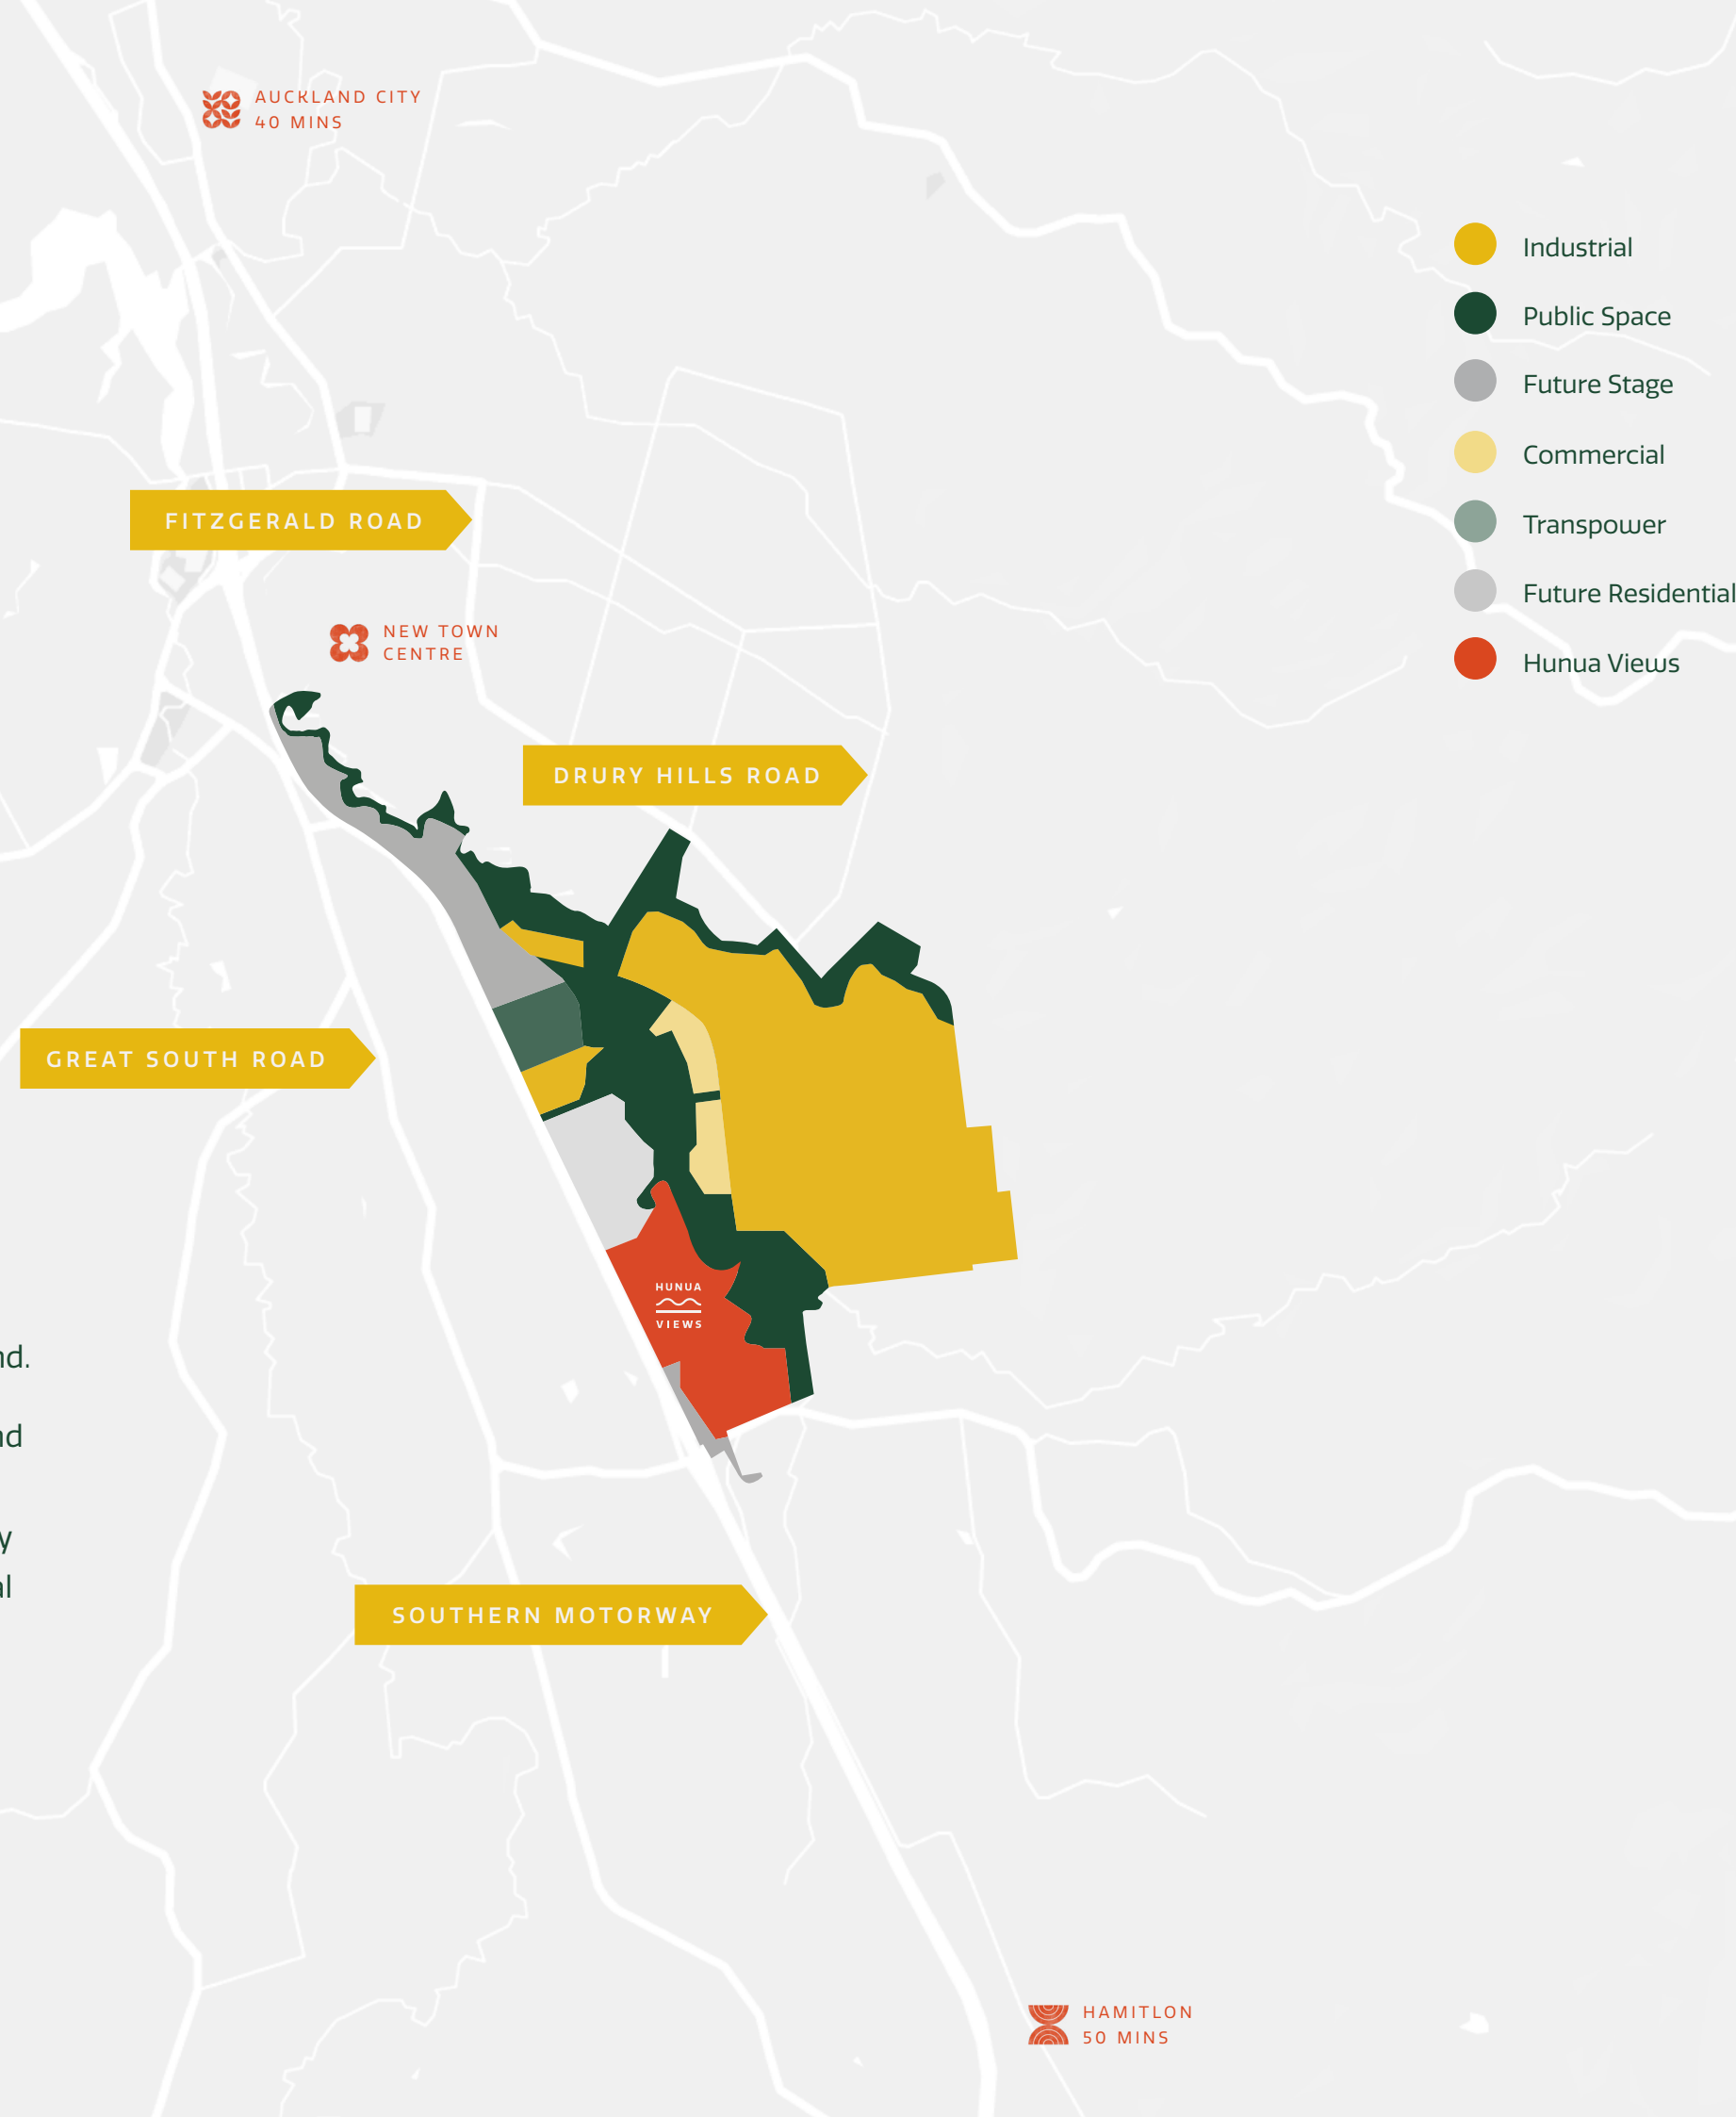 AUCKLAND CITY
40 MINS
Industrial
Public Space
Future Stage
Commercial
Transpower
Future Residential
Hunua Views
FITZGERALD ROAD
NEW TOWN
CENTRE
DRURY HILLS ROAD
GREAT SOUTH ROAD
HUNUA
VIEWS
nd.
nd
y
al
SOUTHERN MOTORWAY
HAMITLON
50 MINS